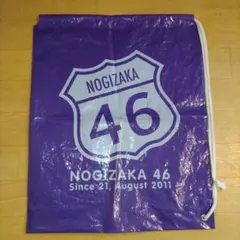 NOGIZAKA
46
NOGIZAKA 46
Since 21, August 2011